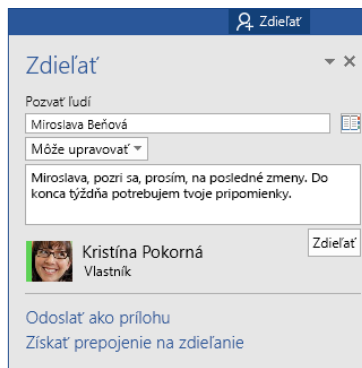 Zdieľať
Zdieľať
Pozvať ľudí
Miroslava Beňová
Môže upravovať
Miroslava, pozri sa, prosím, na posledné zmeny. Do
konca týždňa potrebujem tvoje pripomienky.
Zdieľať
Kristína Pokorná
Vlastník
Odoslať ako prílohu
Získať prepojenie na zdieľanie